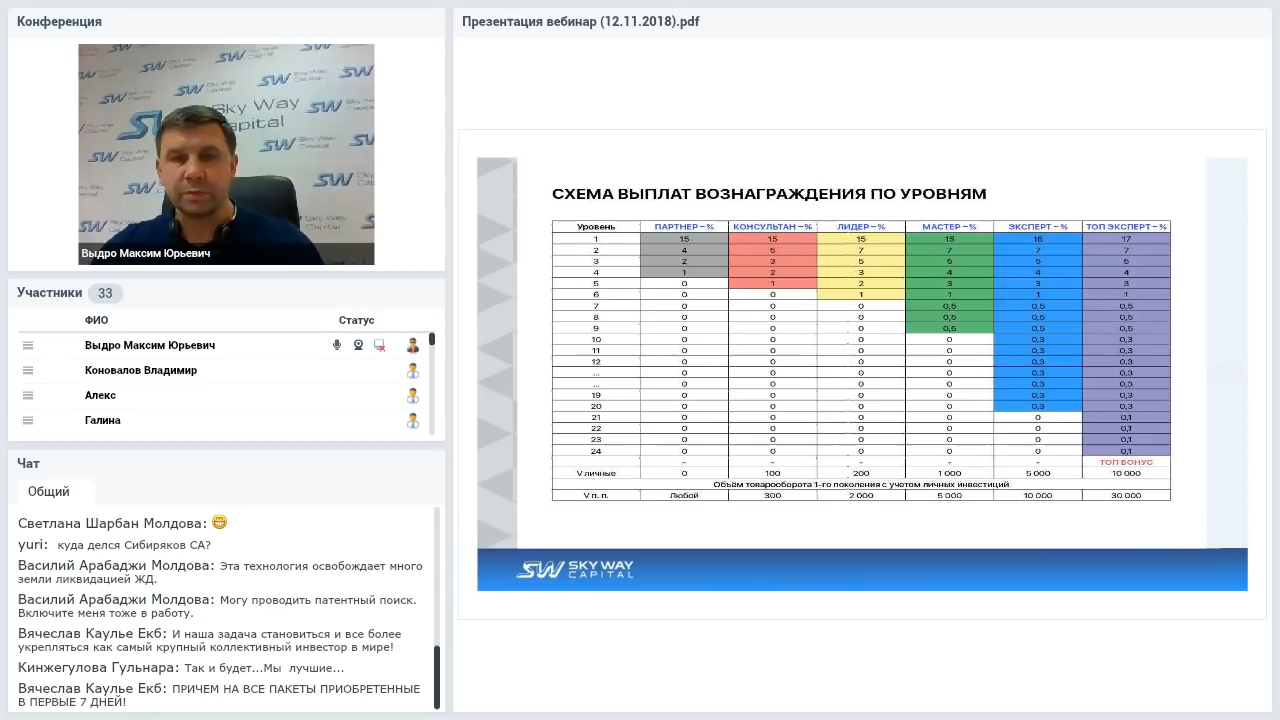 Конференция
SW Sky Way Capital
Sky Way
Capital
Выдро Максим Юрьевич
Участники 33
ФИО Статус
Выдро Максим Юрьевич
Коновалов Владимир
Алекс
Галина
Чат
Общий
Светлана Шарбан Молдова: 😁
yuri: куда делся Сибиряков СА?
Василий Арабаджи Молдова: Эта технология освобождает много
земли ликвидацией ЖД.
Василий Арабаджи Молдова: Могу проводить патентный поиск.
Включите меня тоже в работу.
Вячеслав Каулье Екб: И наша задача становиться и все более
укрепляться как самый крупный коллективный инвестор в мире!
Кинжегулова Гульнара: Так и будет...Мы лучшие...
Вячеслав Каулье Екб: ПРИЧЕМ НА ВСЕ ПАКЕТЫ ПРИОБРЕТЕННЫЕ
В ПЕРВЫЕ 7 ДНЕЙ!
Презентация вебинар (12.11.2018).pdf
СХЕМА ВЫПЛАТ ВОЗНАГРАЖДЕНИЯ ПО УРОВНЯМ
Уровень ПАРТНЕР – % КОНСУЛЬТАН – % ЛИДЕР – % МАСТЕР – % ЭКСПЕРТ – % ТОП ЭКСПЕРТ – %
1 15 15 15 15 16 17
2 4 5 7 7 7 7
3 2 3 5 5 5 5
4 1 2 3 4 4 4
5 0 1 2 3 3 3
6 0 0 1 1 1 1
7 0 0 0 0,5 0,5 0,5
8 0 0 0 0,5 0,5 0,5
9 0 0 0 0,5 0,5 0,5
10 0 0 0 0 0,3 0,3
11 0 0 0 0 0,3 0,3
12 0 0 0 0 0,3 0,3
... 0 0 0 0 0,3 0,3
... 0 0 0 0 0,3 0,3
19 0 0 0 0 0,3 0,3
20 0 0 0 0 0,3 0,3
21 0 0 0 0 0 0,1
22 0 0 0 0 0 0,1
23 0 0 0 0 0 0,1
24 0 0 0 0 0 0,1
- - - - - ТОП БОНУС
V личные 0 100 200 1 000 5 000 10 000
Объём товарооборота 1-го поколения с учетом личных инвестиций
V п. п. Любой 300 2 000 5 000 10 000 30 000
SW SKY WAY
CAPITAL